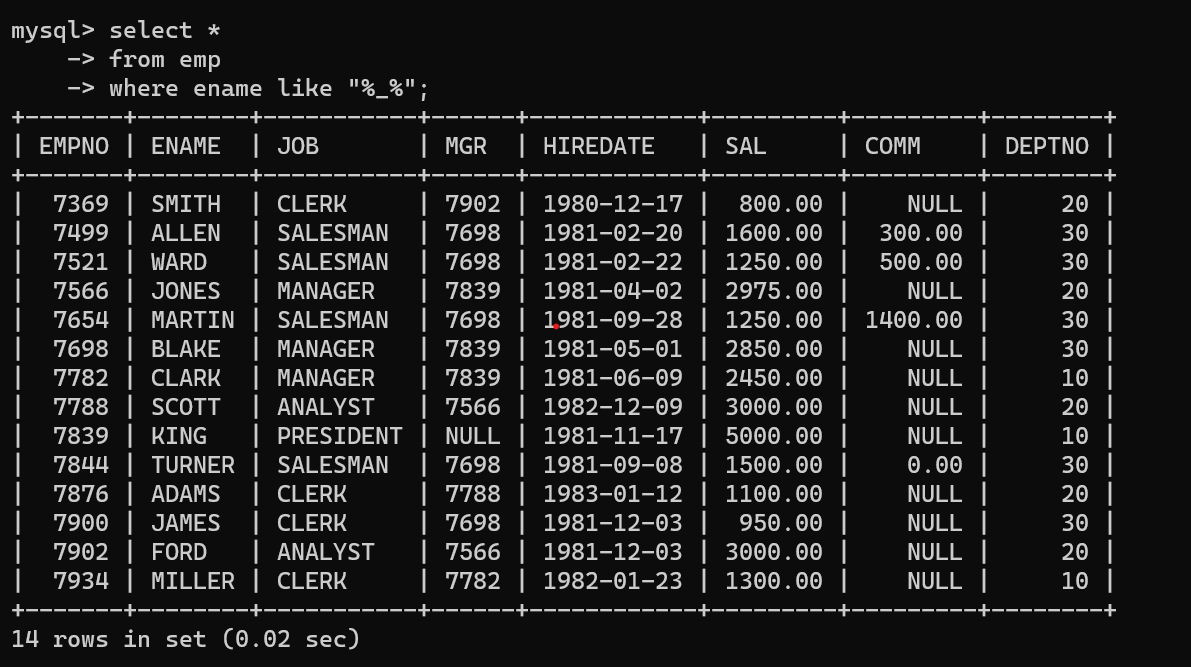 mysql> select *
    -> from emp
    -> where ename like "%_%";
+-------+--------+-----------+------+------------+---------+---------+--------+
| EMPNO | ENAME  | JOB       | MGR  | HIREDATE   | SAL     | COMM    | DEPTNO |
+-------+--------+-----------+------+------------+---------+---------+--------+
|  7369 | SMITH  | CLERK     | 7902 | 1980-12-17 |  800.00 |    NULL |     20 |
|  7499 | ALLEN  | SALESMAN  | 7698 | 1981-02-20 | 1600.00 |  300.00 |     30 |
|  7521 | WARD   | SALESMAN  | 7698 | 1981-02-22 | 1250.00 |  500.00 |     30 |
|  7566 | JONES  | MANAGER   | 7839 | 1981-04-02 | 2975.00 |    NULL |     20 |
|  7654 | MARTIN | SALESMAN  | 7698 | 1981-09-28 | 1250.00 | 1400.00 |     30 |
|  7698 | BLAKE  | MANAGER   | 7839 | 1981-05-01 | 2850.00 |    NULL |     30 |
|  7782 | CLARK  | MANAGER   | 7839 | 1981-06-09 | 2450.00 |    NULL |     10 |
|  7788 | SCOTT  | ANALYST   | 7566 | 1982-12-09 | 3000.00 |    NULL |     20 |
|  7839 | KING   | PRESIDENT | NULL | 1981-11-17 | 5000.00 |    NULL |     10 |
|  7844 | TURNER | SALESMAN  | 7698 | 1981-09-08 | 1500.00 |    0.00 |     30 |
|  7876 | ADAMS  | CLERK     | 7788 | 1983-01-12 | 1100.00 |    NULL |     20 |
|  7900 | JAMES  | CLERK     | 7698 | 1981-12-03 |  950.00 |    NULL |     30 |
|  7902 | FORD   | ANALYST   | 7566 | 1981-12-03 | 3000.00 |    NULL |     20 |
|  7934 | MILLER | CLERK     | 7782 | 1982-01-23 | 1300.00 |    NULL |     10 |
+-------+--------+-----------+------+------------+---------+---------+--------+
14 rows in set (0.02 sec)